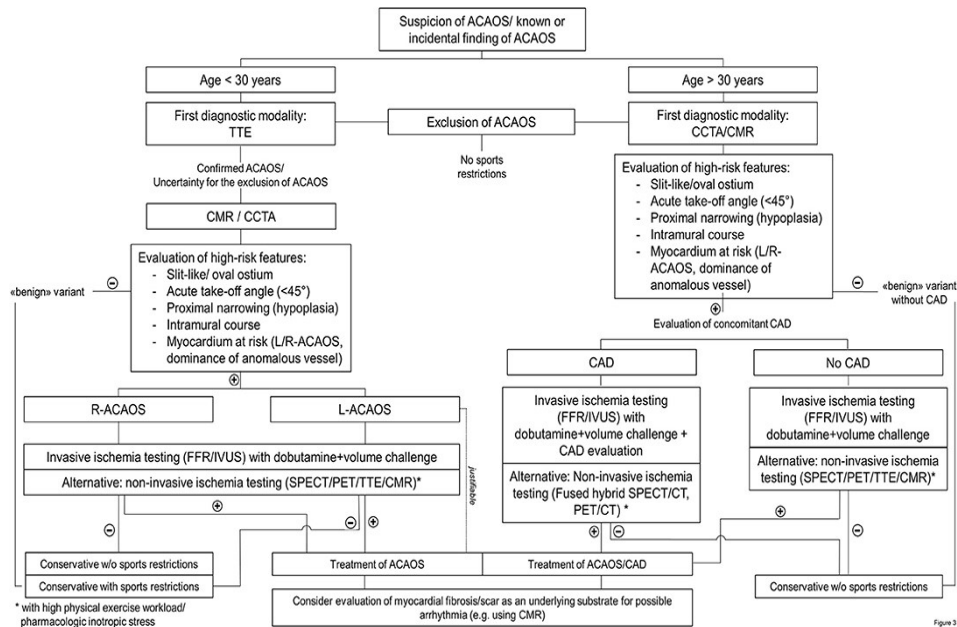 Suspicion of ACAOS/ known or
incidental finding of ACAOS
Age < 30 years
Age > 30 years
First diagnostic modality:
TTE
Exclusion of ACAOS
First diagnostic modality:
CCTA/CMR
No sports
restrictions
Confirmed ACAOS/
Uncertainty for the exclusion of ACAOS
CMR / CCTA
Evaluation of high-risk features:
- Slit-like/oval ostium
- Acute take-off angle (<45°)
- Proximal narrowing (hypoplasia)
- Intramural course
- Myocardium at risk (L/R-
ACAOS, dominance of
anomalous vessel)
Evaluation of high-risk features:
- Slit-like/ oval ostium
- Acute take-off angle (<45°)
- Proximal narrowing (hypoplasia)
- Intramural course
- Myocardium at risk (L/R-ACAOS,
dominance of anomalous vessel)
«benign» variant
«benign» variant
without CAD
Evaluation of concomitant CAD
CAD
No CAD
R-ACAOS
L-ACAOS
Invasive ischemia testing
(FFR/IVUS) with
dobutamine+volume challenge +
CAD evaluation
Alternative: non-invasive ischemia
testing (Fused hybrid SPECT/CT,
PET/CT) *
Invasive ischemia testing
(FFR/IVUS) with
dobutamine+volume challenge
Alternative: non-invasive ischemia
testing (SPECT/PET/TTE/CMR)*
Invasive ischemia testing (FFR/IVUS) with dobutamine+volume challenge
Alternative: non-invasive ischemia testing (SPECT/PET/TTE/CMR)*
justifiable
Conservative w/o sports restrictions
Conservative with sports restrictions
Treatment of ACAOS
Treatment of ACAOS/CAD
Conservative w/o sports restrictions
Consider evaluation of myocardial fibrosis/scar as an underlying substrate for possible
arrhythmia (e.g. using CMR)
* with high physical exercise workload/
pharmacologic inotropic stress
Figure 3